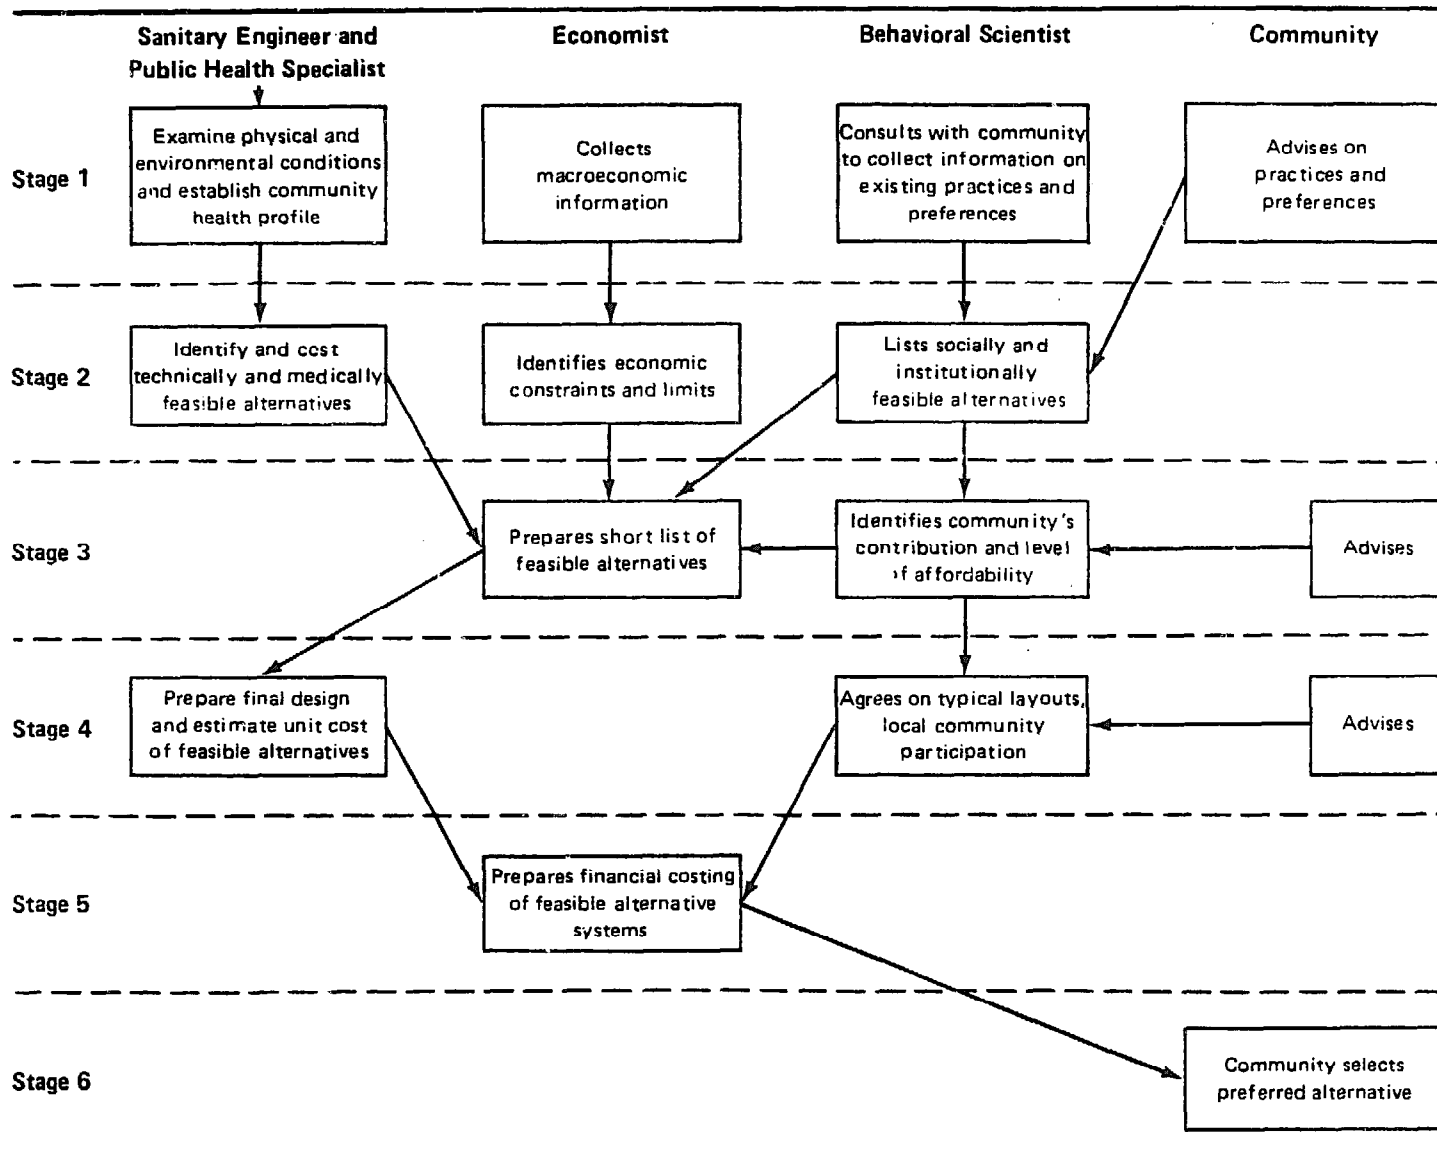 Sanitary Engineer and
Public Health Specialist
Economist
Behavioral Scientist
Community
Stage 1
Examine physical and
environmental conditions
and establish community
health profile
Collects
macroeconomic
information
Consults with community
to collect information on
existing practices and
preferences
Advises on
practices and
preferences
Stage 2
Identify and cost
technically and medically
feasible alternatives
Identifies economic
constraints and limits
Lists socially and
institutionally
feasible alternatives
Stage 3
Prepares short list of
feasible alternatives
Identifies community's
contribution and level
of affordability
Advises
Stage 4
Prepare final design
and estimate unit cost
of feasible alternatives
Agrees on typical layouts,
local community
participation
Advises
Stage 5
Prepares financial costing
of feasible alternative
systems
Stage 6
Community selects
preferred alternative